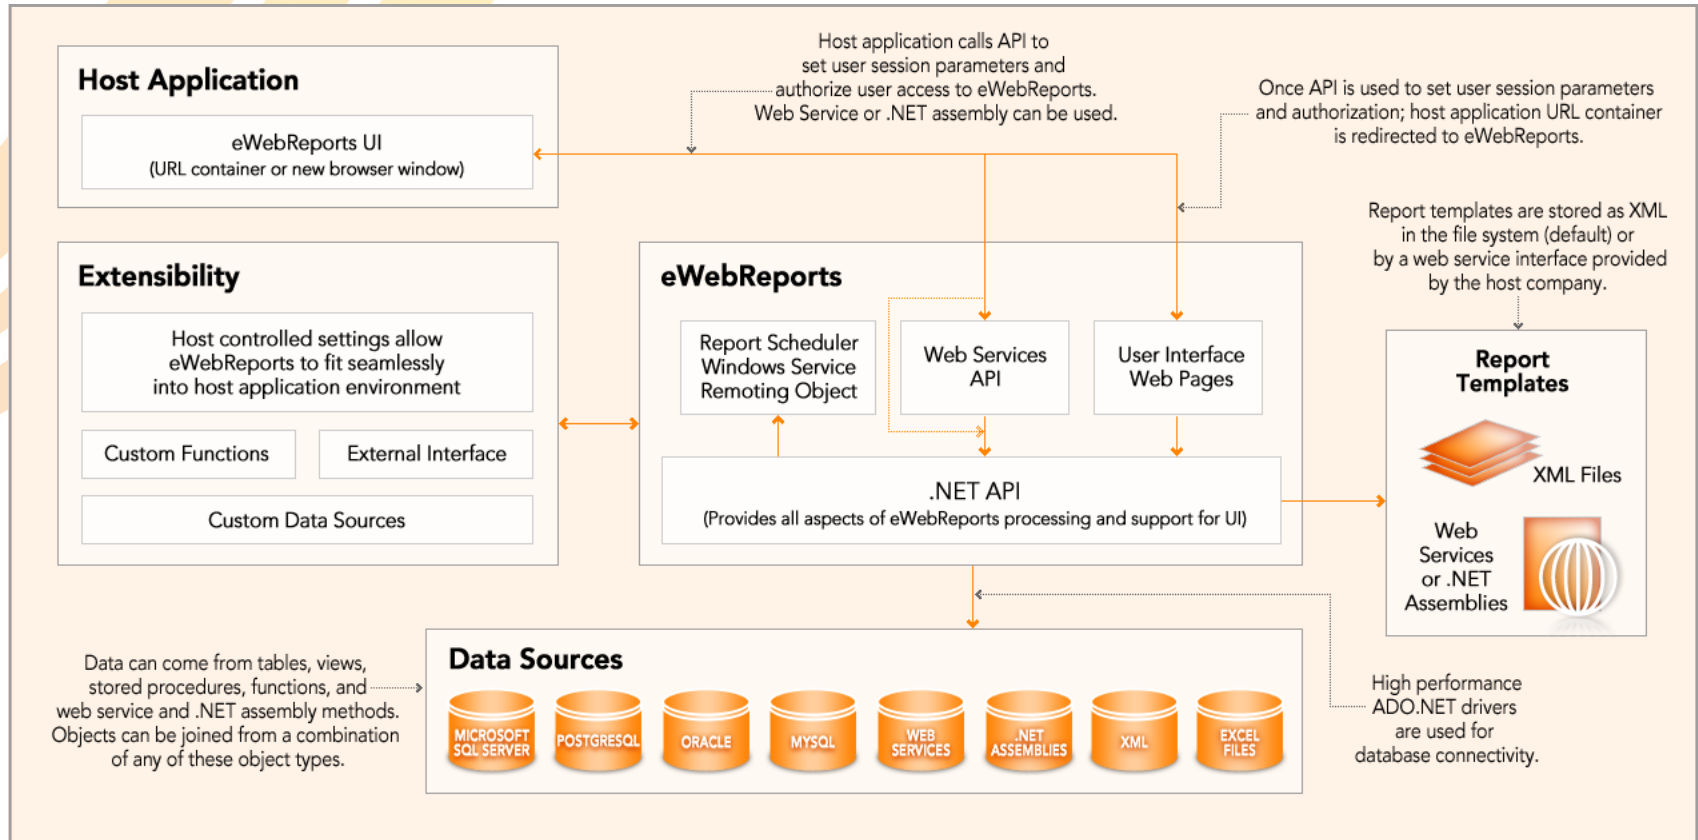 Host Application
eWebReports UI
(URL container or new browser window)
Host application calls API to
set user session parameters and
authorize user access to eWebReports.
Web Service or .NET assembly can be used.
Once API is used to set user session parameters
and authorization; host application URL container
is redirected to eWebReports.
Report templates are stored as XML
in the file system (default) or
by a web service interface provided
by the host company.
Extensibility
Host controlled settings allow
eWebReports to fit seamlessly
into host application environment
Custom Functions
External Interface
Custom Data Sources
eWebReports
Report Scheduler
Windows Service
Remoting Object
Web Services
API
User Interface
Web Pages
.NET API
(Provides all aspects of eWebReports processing and support for UI)
Report
Templates
XML Files
Web
Services
or .NET
Assemblies
Data can come from tables, views,
stored procedures, functions, and
web service and .NET assembly methods.
Objects can be joined from a combination
of any of these object types.
Data Sources
MICROSOFT
SQL SERVER
POSTGRESQL
ORACLE
MYSQL
WEB
SERVICES
.NET
ASSEMBLIES
XML
EXCEL
FILES
High performance
ADO.NET drivers
are used for
database connectivity.